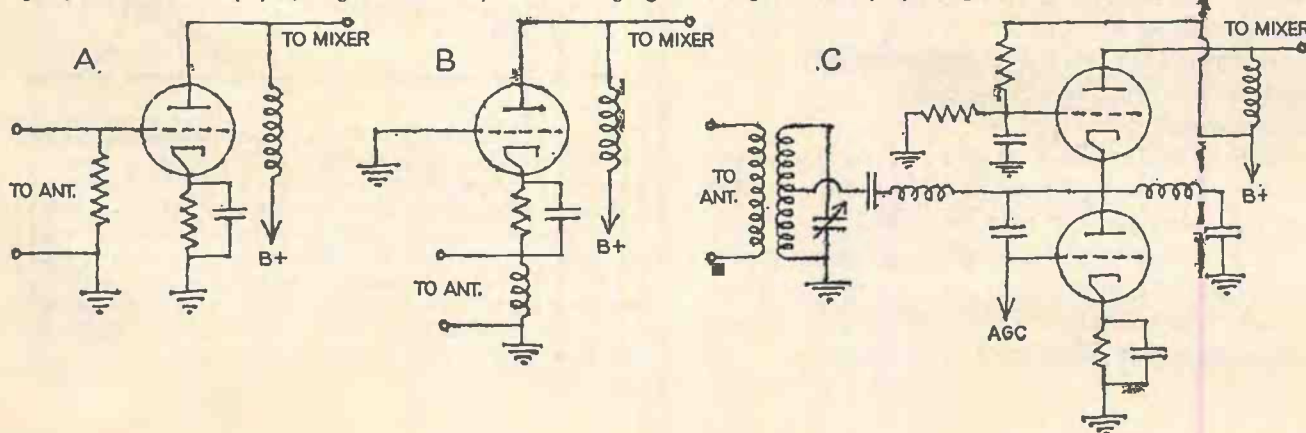 A.
TO MIXER
TO ANT.
B+
B
TO MIXER
TO ANT.
B+
.C
TO MIXER
TO
ANT.
B+
AGC